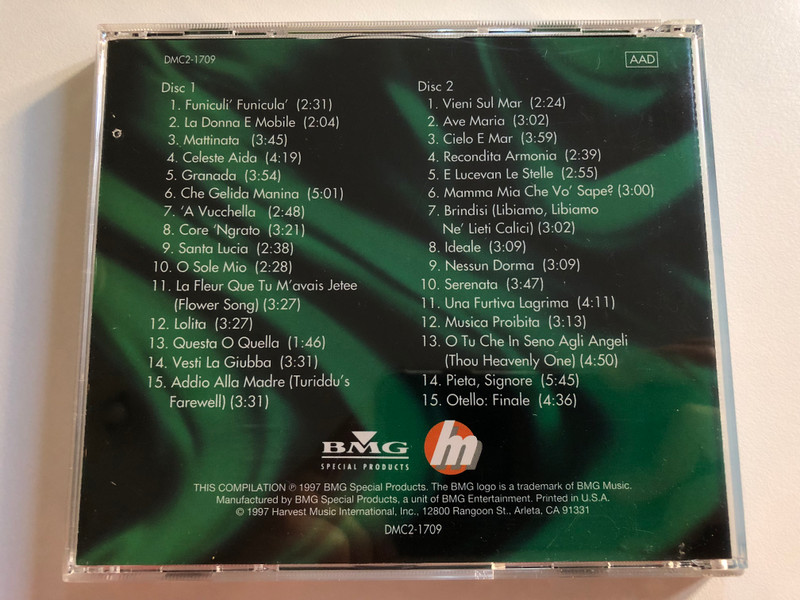 DMC2-1709
AAD
Disc 1
1. Funiculi' Funicula' (2:31)
2. La Donna E Mobile (2:04)
3. Mattinata (3:45)
4. Celeste Aida (4:19)
5. Granada (3:54)
6. Che Gelida Manina (5:01)
7. 'A Vucchella (2:48)
8. Core 'Ngrato (3:21)
9. Santa Lucia (2:38)
10. O Sole Mio (2:28)
11. La Fleur Que Tu M'avais Jetee
(Flower Song) (3:27)
12. Lolita (3:27)
13. Questa O Quella (1:46)
14. Vesti La Giubba (3:31)
15. Addio Alla Madre (Turiddu's
Farewell) (3:31)
Disc 2
1. Vieni Sul Mar (2:24)
2. Ave Maria (3:02)
3. Cielo E Mar (3:59)
4. Recondita Armonia (2:39)
5. E Lucevan Le Stelle (2:55)
6. Mamma Mia Che Vo' Sape? (3:00)
7. Brindisi (Libiamo, Libiamo
Ne' Lieti Calici) (3:02)
8. Ideale (3:09)
9. Nessun Dorma (3:09)
10. Serenata (3:47)
11. Una Furtiva Lagrima (4:11)
12. Musica Proibita (3:13)
13. O Tu Che In Seno Agli Angeli
(Thou Heavenly One) (4:50)
14. Pieta, Signore (5:45)
15. Otello: Finale (4:36)
BMG
SPECIAL PRODUCTS
hm
THIS COMPILATION ℗ 1997 BMG Special Products. The BMG logo is a trademark of BMG Music.
Manufactured by BMG Special Products, a unit of BMG Entertainment. Printed in U.S.A.
© 1997 Harvest Music International, Inc., 12800 Rangoon St., Arleta, CA 91331
DMC2-1709